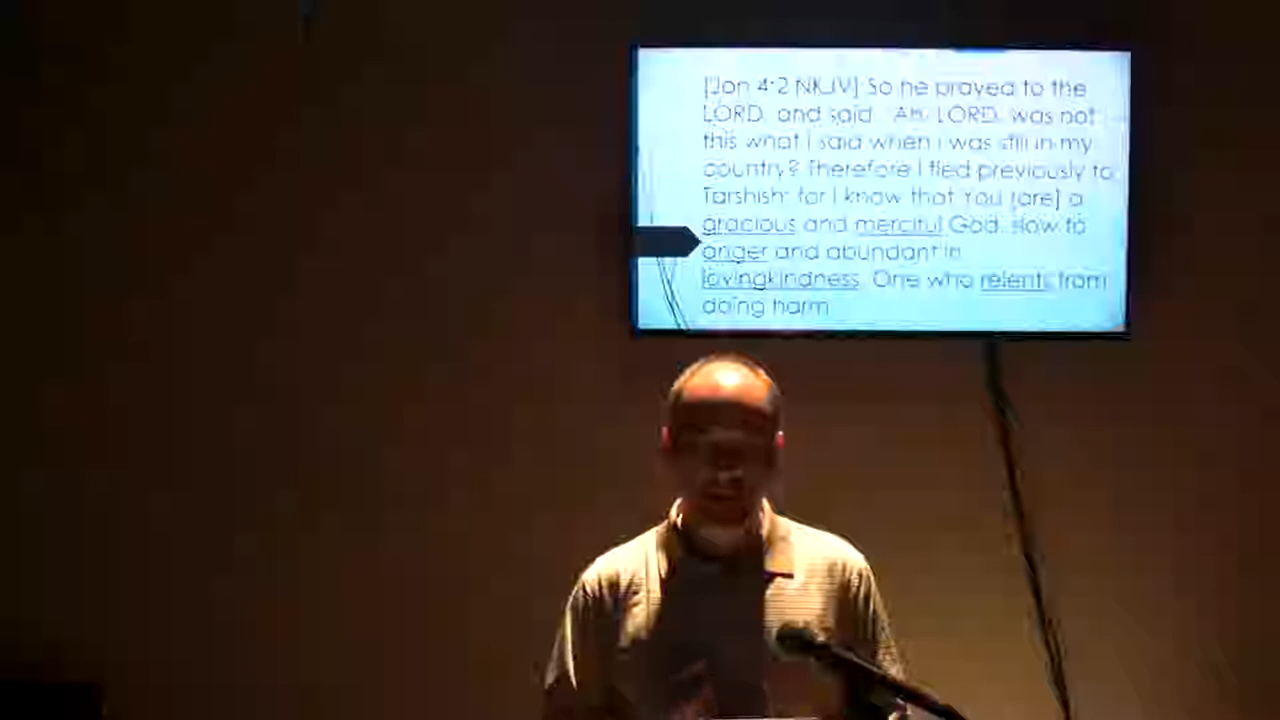 [Jon 4:2 NKJV] So he prayed to the
LORD, and said, "Ah, LORD, was not
this what I said when I was still in my
country? Therefore I fled previously to
Tarshish; for I know that You [are] a
gracious and merciful God, slow to
anger and abundant in
lovingkindness, One who relents from
doing harm